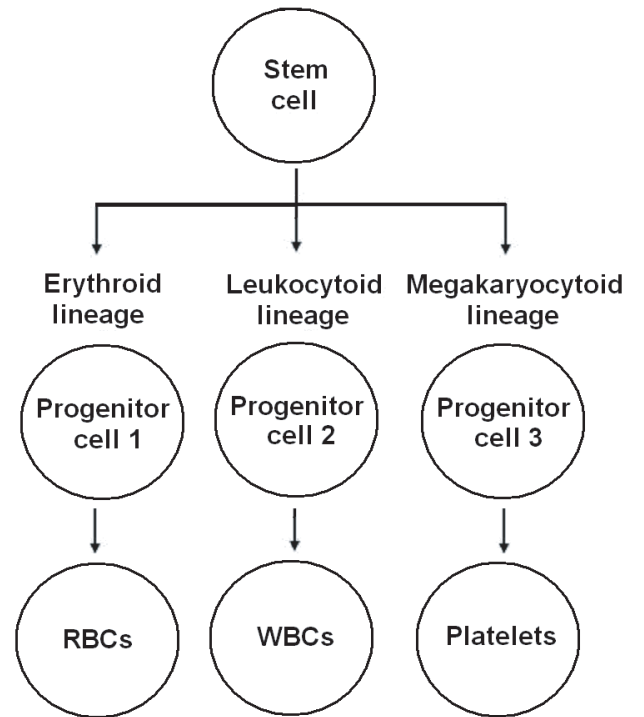 Stem
cell
Erythroid
lineage
Leukocytoid
lineage
Megakaryocytoid
lineage
Progenitor
cell 1
Progenitor
cell 2
Progenitor
cell 3
RBCs
WBCs
Platelets